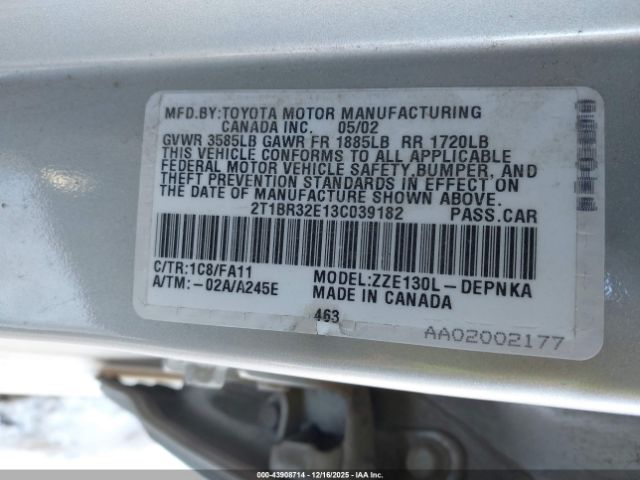 MFD.BY:TOYOTA MOTOR MANUFACTURING
CANADA INC. 05/02
GVWR 3585LB GAWR FR 1885LB RR 1720LB
THIS VEHICLE CONFORMS TO ALL APPLICABLE
FEDERAL MOTOR VEHICLE SAFETY,BUMPER, AND
THEFT PREVENTION STANDARDS IN EFFECT ON
THE DATE OF MANUFACTURE SHOWN ABOVE.
2T1BR32E13C039182 PASS.CAR
C/TR:1C8/FA11 MODEL:ZZE130L-DEPNKA
A/TM:-02A/A245E MADE IN CANADA
463
AA02002177
2000-43908714 - 12/16/2025 - IAAI.COM